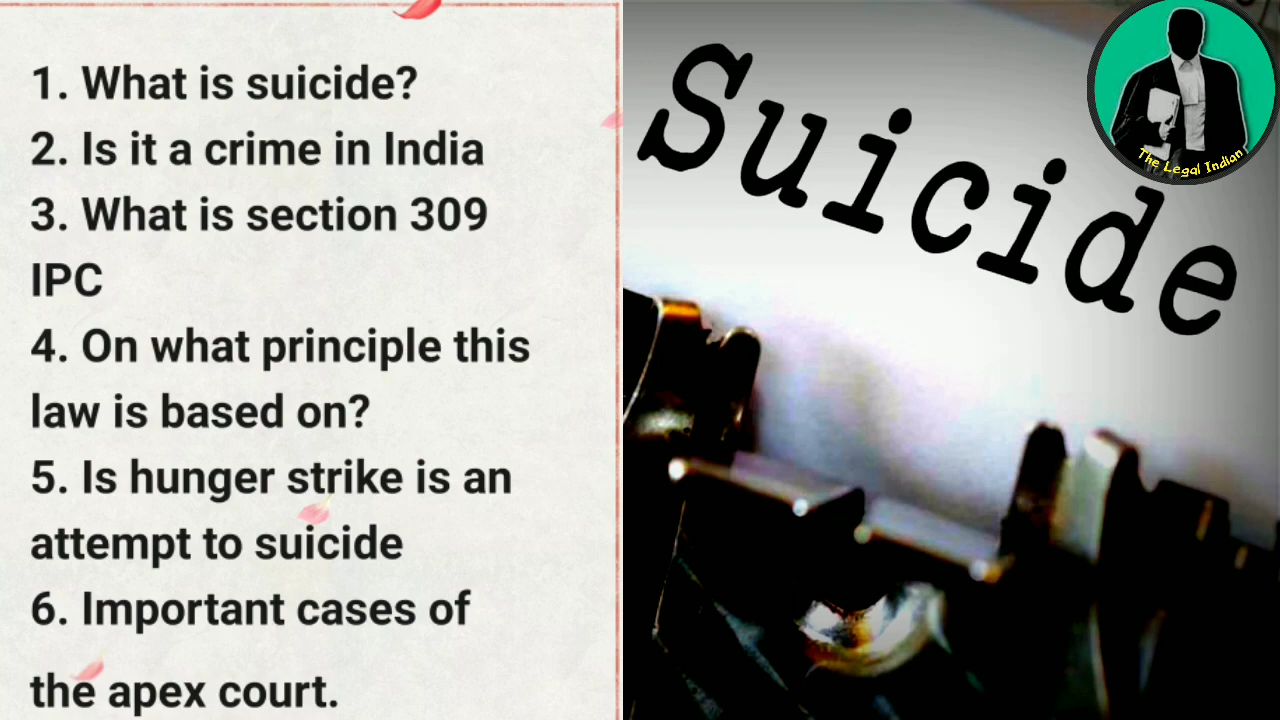 1. What is suicide?
2. Is it a crime in India
3. What is section 309
IPC
4. On what principle this
law is based on?
5. Is hunger strike is an
attempt to suicide
6. Important cases of
the apex court.
Suicide
The Legal Indian